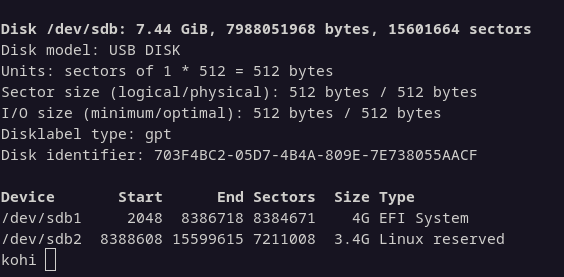 Disk /dev/sdb: 7.44 GiB, 7988051968 bytes, 15601664 sectors
Disk model: USB DISK
Units: sectors of 1 * 512 = 512 bytes
Sector size (logical/physical): 512 bytes / 512 bytes
I/O size (minimum/optimal): 512 bytes / 512 bytes
Disklabel type: gpt
Disk identifier: 703F4BC2-05D7-4B4A-809E-7E738055AACF

Device       Start      End Sectors  Size Type
/dev/sdb1     2048  8386718 8384671    4G EFI System
/dev/sdb2  8388608 15599615 7211008  3.4G Linux reserved
kohi